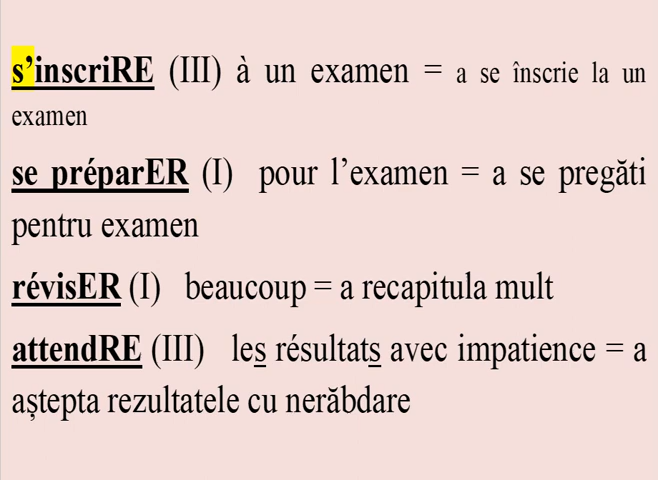 s’inscriRE (III) à un examen = a se înscrie la un
examen
se préparER (I) pour l’examen = a se pregăti
pentru examen
révisER (I) beaucoup = a recapitula mult
attendRE (III) les résultats avec impatience = a
aștepta rezultatele cu nerăbdare